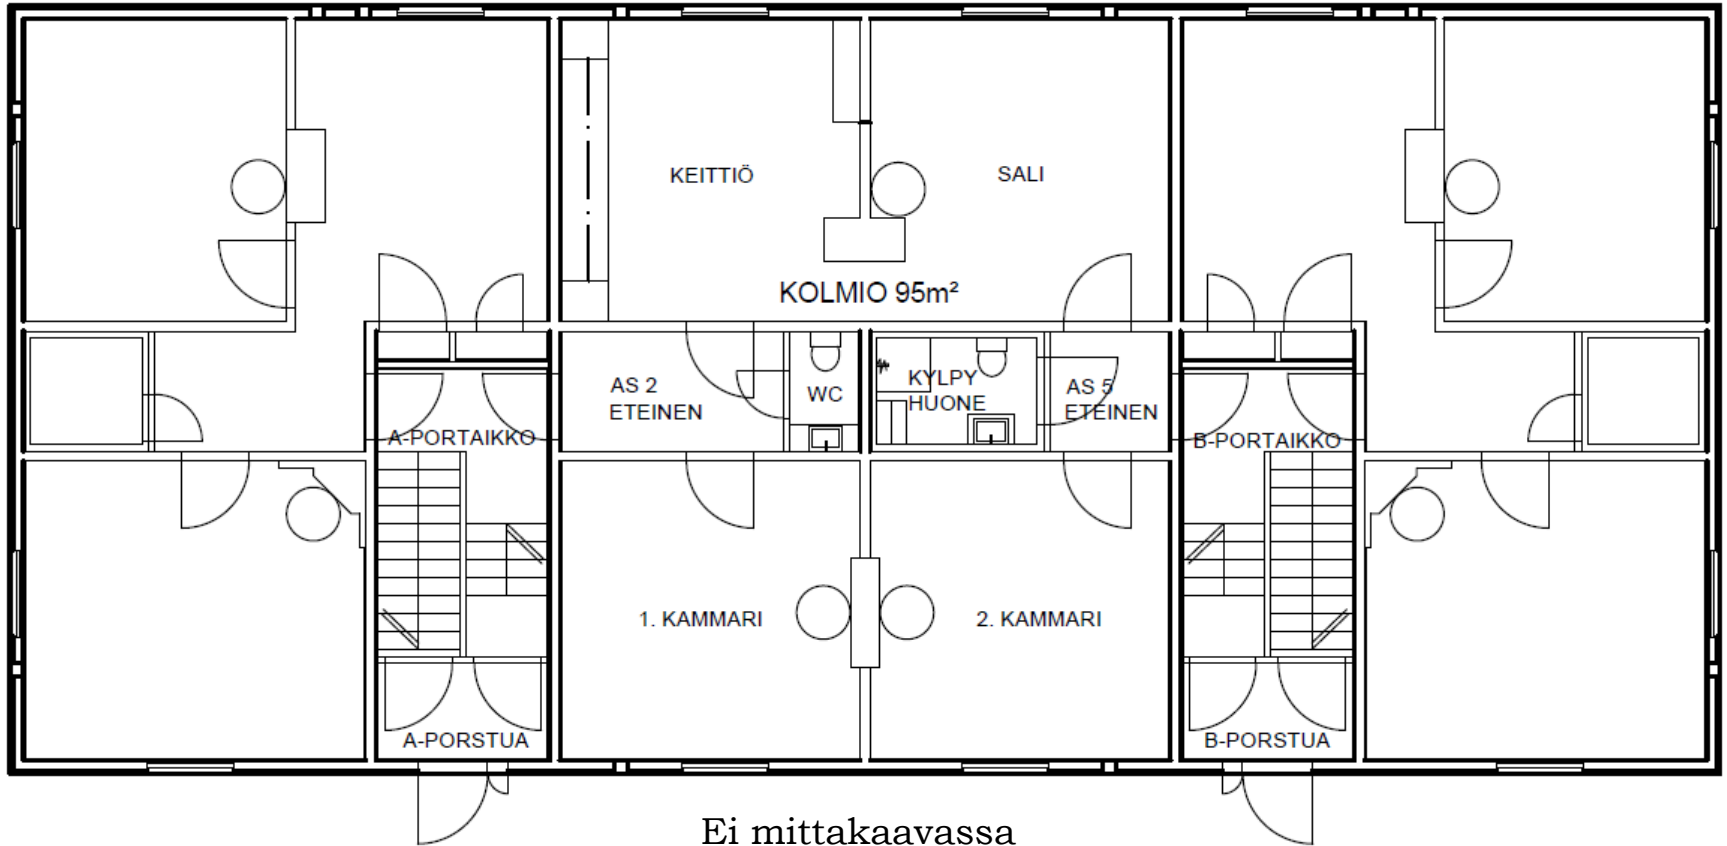 KEITTIÖ
SALI
KOLMIO 95m²
AS 2
ETEINEN
WC
KYLPY
HUONE
AS 5
ETEINEN
A-PORTAIKKO
B-PORTAIKKO
1. KAMMARI
2. KAMMARI
A-PORSTUA
B-PORSTUA
Ei mittakaavassa